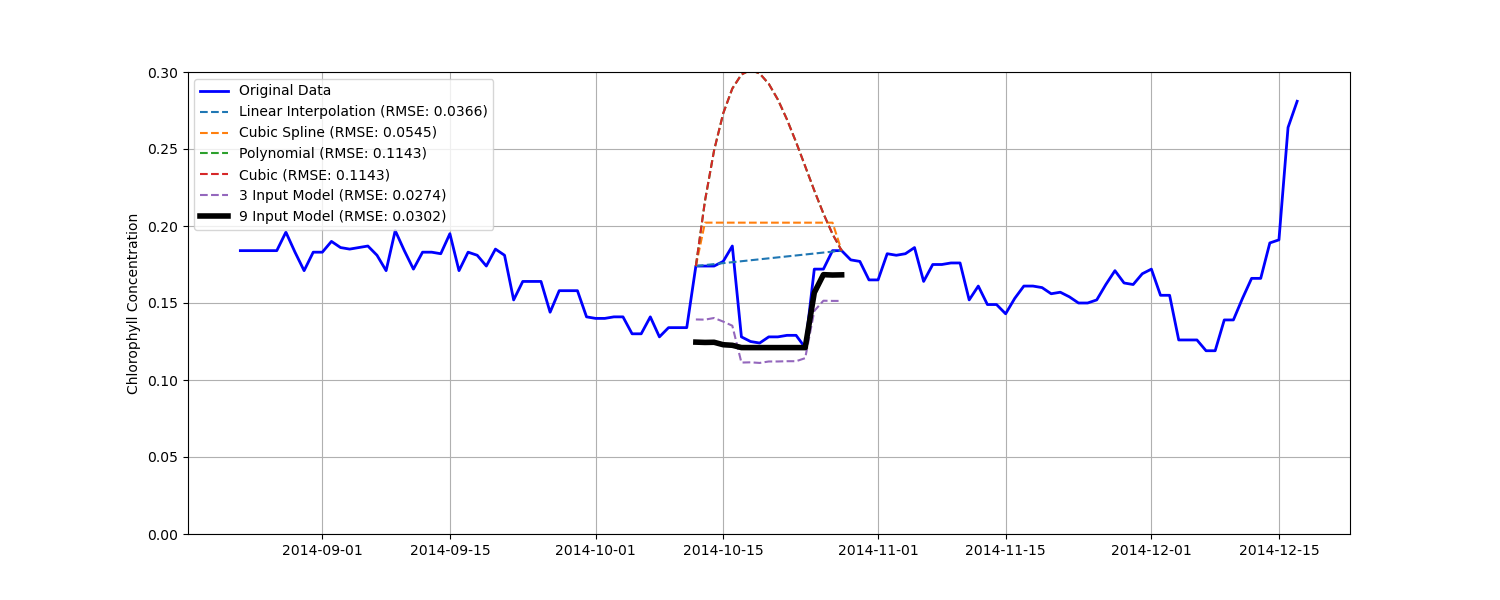 0.30
0.25
0.20
0.15
0.10
0.05
0.00
Chlorophyll Concentration
Original Data
Linear Interpolation (RMSE: 0.0366)
Cubic Spline (RMSE: 0.0545)
Polynomial (RMSE: 0.1143)
Cubic (RMSE: 0.1143)
3 Input Model (RMSE: 0.0274)
9 Input Model (RMSE: 0.0302)
2014-09-01 2014-09-15 2014-10-01 2014-10-15 2014-11-01 2014-11-15 2014-12-01 2014-12-15